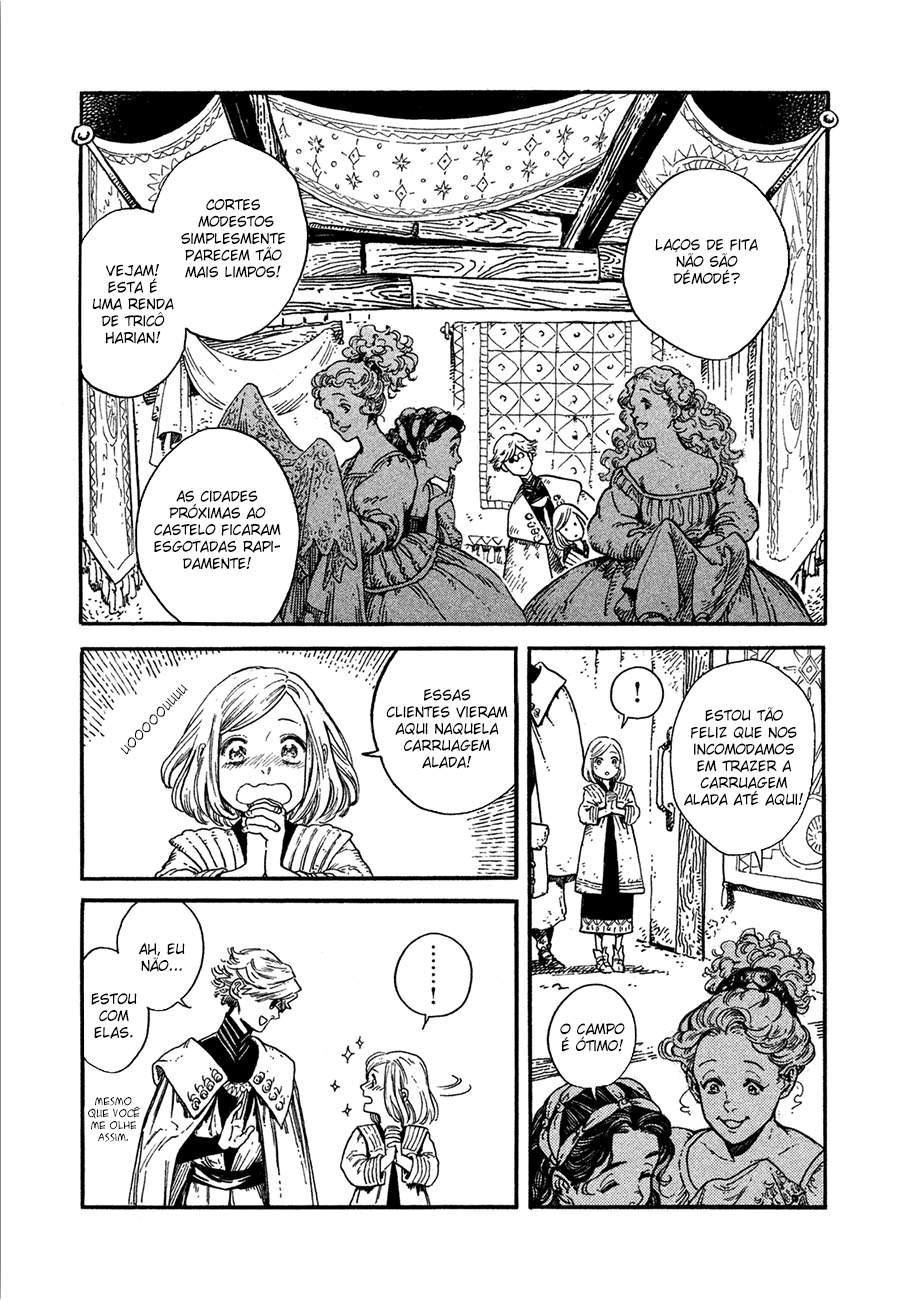 LAÇOS DE FITA
NÃO SÃO
DÉMODÉ?
CORTES
MODESTOS
SIMPLESMENTE
PARECEM TÃO
MAIS LIMPOS!
VEJAM!
ESTA É
UMA RENDA
DE TRICÔ
HARIAN!
AS CIDADES
PRÓXIMAS AO
CASTELO FICARAM
ESGOTADAS RAPI-
DAMENTE!
!
ESTOU TÃO
FELIZ QUE NOS
INCOMODAMOS
EM TRAZER A
CARRUAGEM
ALADA ATÉ AQUI!
O CAMPO
É ÓTIMO!
ESSAS
CLIENTES VIERAM
AQUI NAQUELA
CARRUAGEM
ALADA!
UOOOOUUUU
......!
AH, EU
NÃO...
ESTOU
COM
ELAS.
MESMO
QUE VOCÊ
ME OLHE
ASSIM.